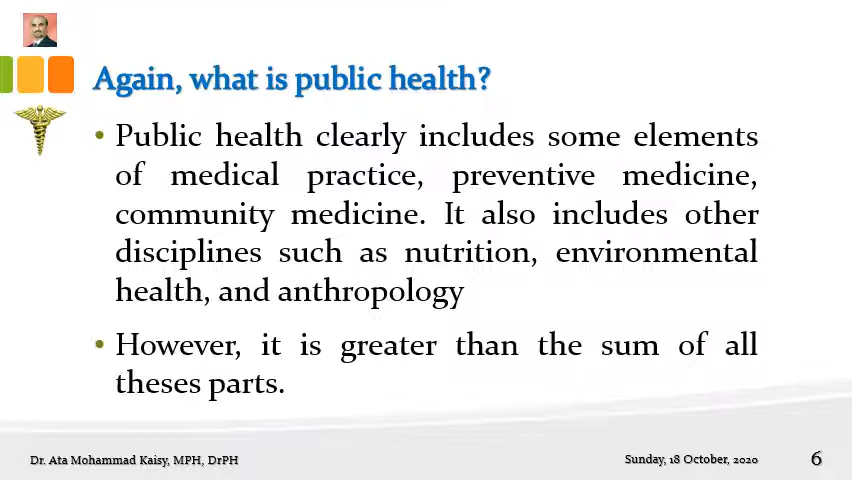 Again, what is public health?
• Public health clearly includes some elements
of medical practice, preventive medicine,
community medicine. It also includes other
disciplines such as nutrition, environmental
health, and anthropology
• However, it is greater than the sum of all
theses parts.
Dr. Ata Mohammad Kaisy, MPH, DrPH
Sunday, 18 October, 2020
6